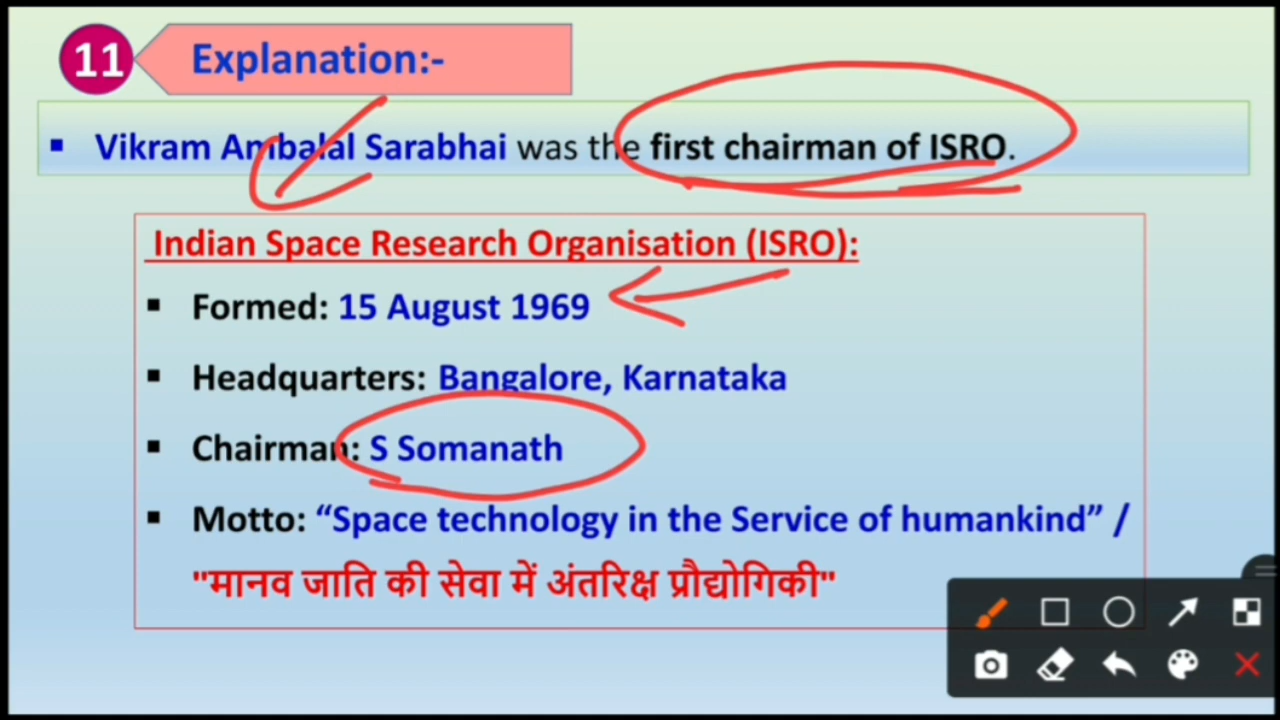 11 Explanation:-
▪ Vikram Ambalal Sarabhai was the first chairman of ISRO.
Indian Space Research Organisation (ISRO):
▪ Formed: 15 August 1969
▪ Headquarters: Bangalore, Karnataka
▪ Chairman: S Somanath
▪ Motto: “Space technology in the Service of humankind” /
"मानव जाति की सेवा में अंतरिक्ष प्रौद्योगिकी"